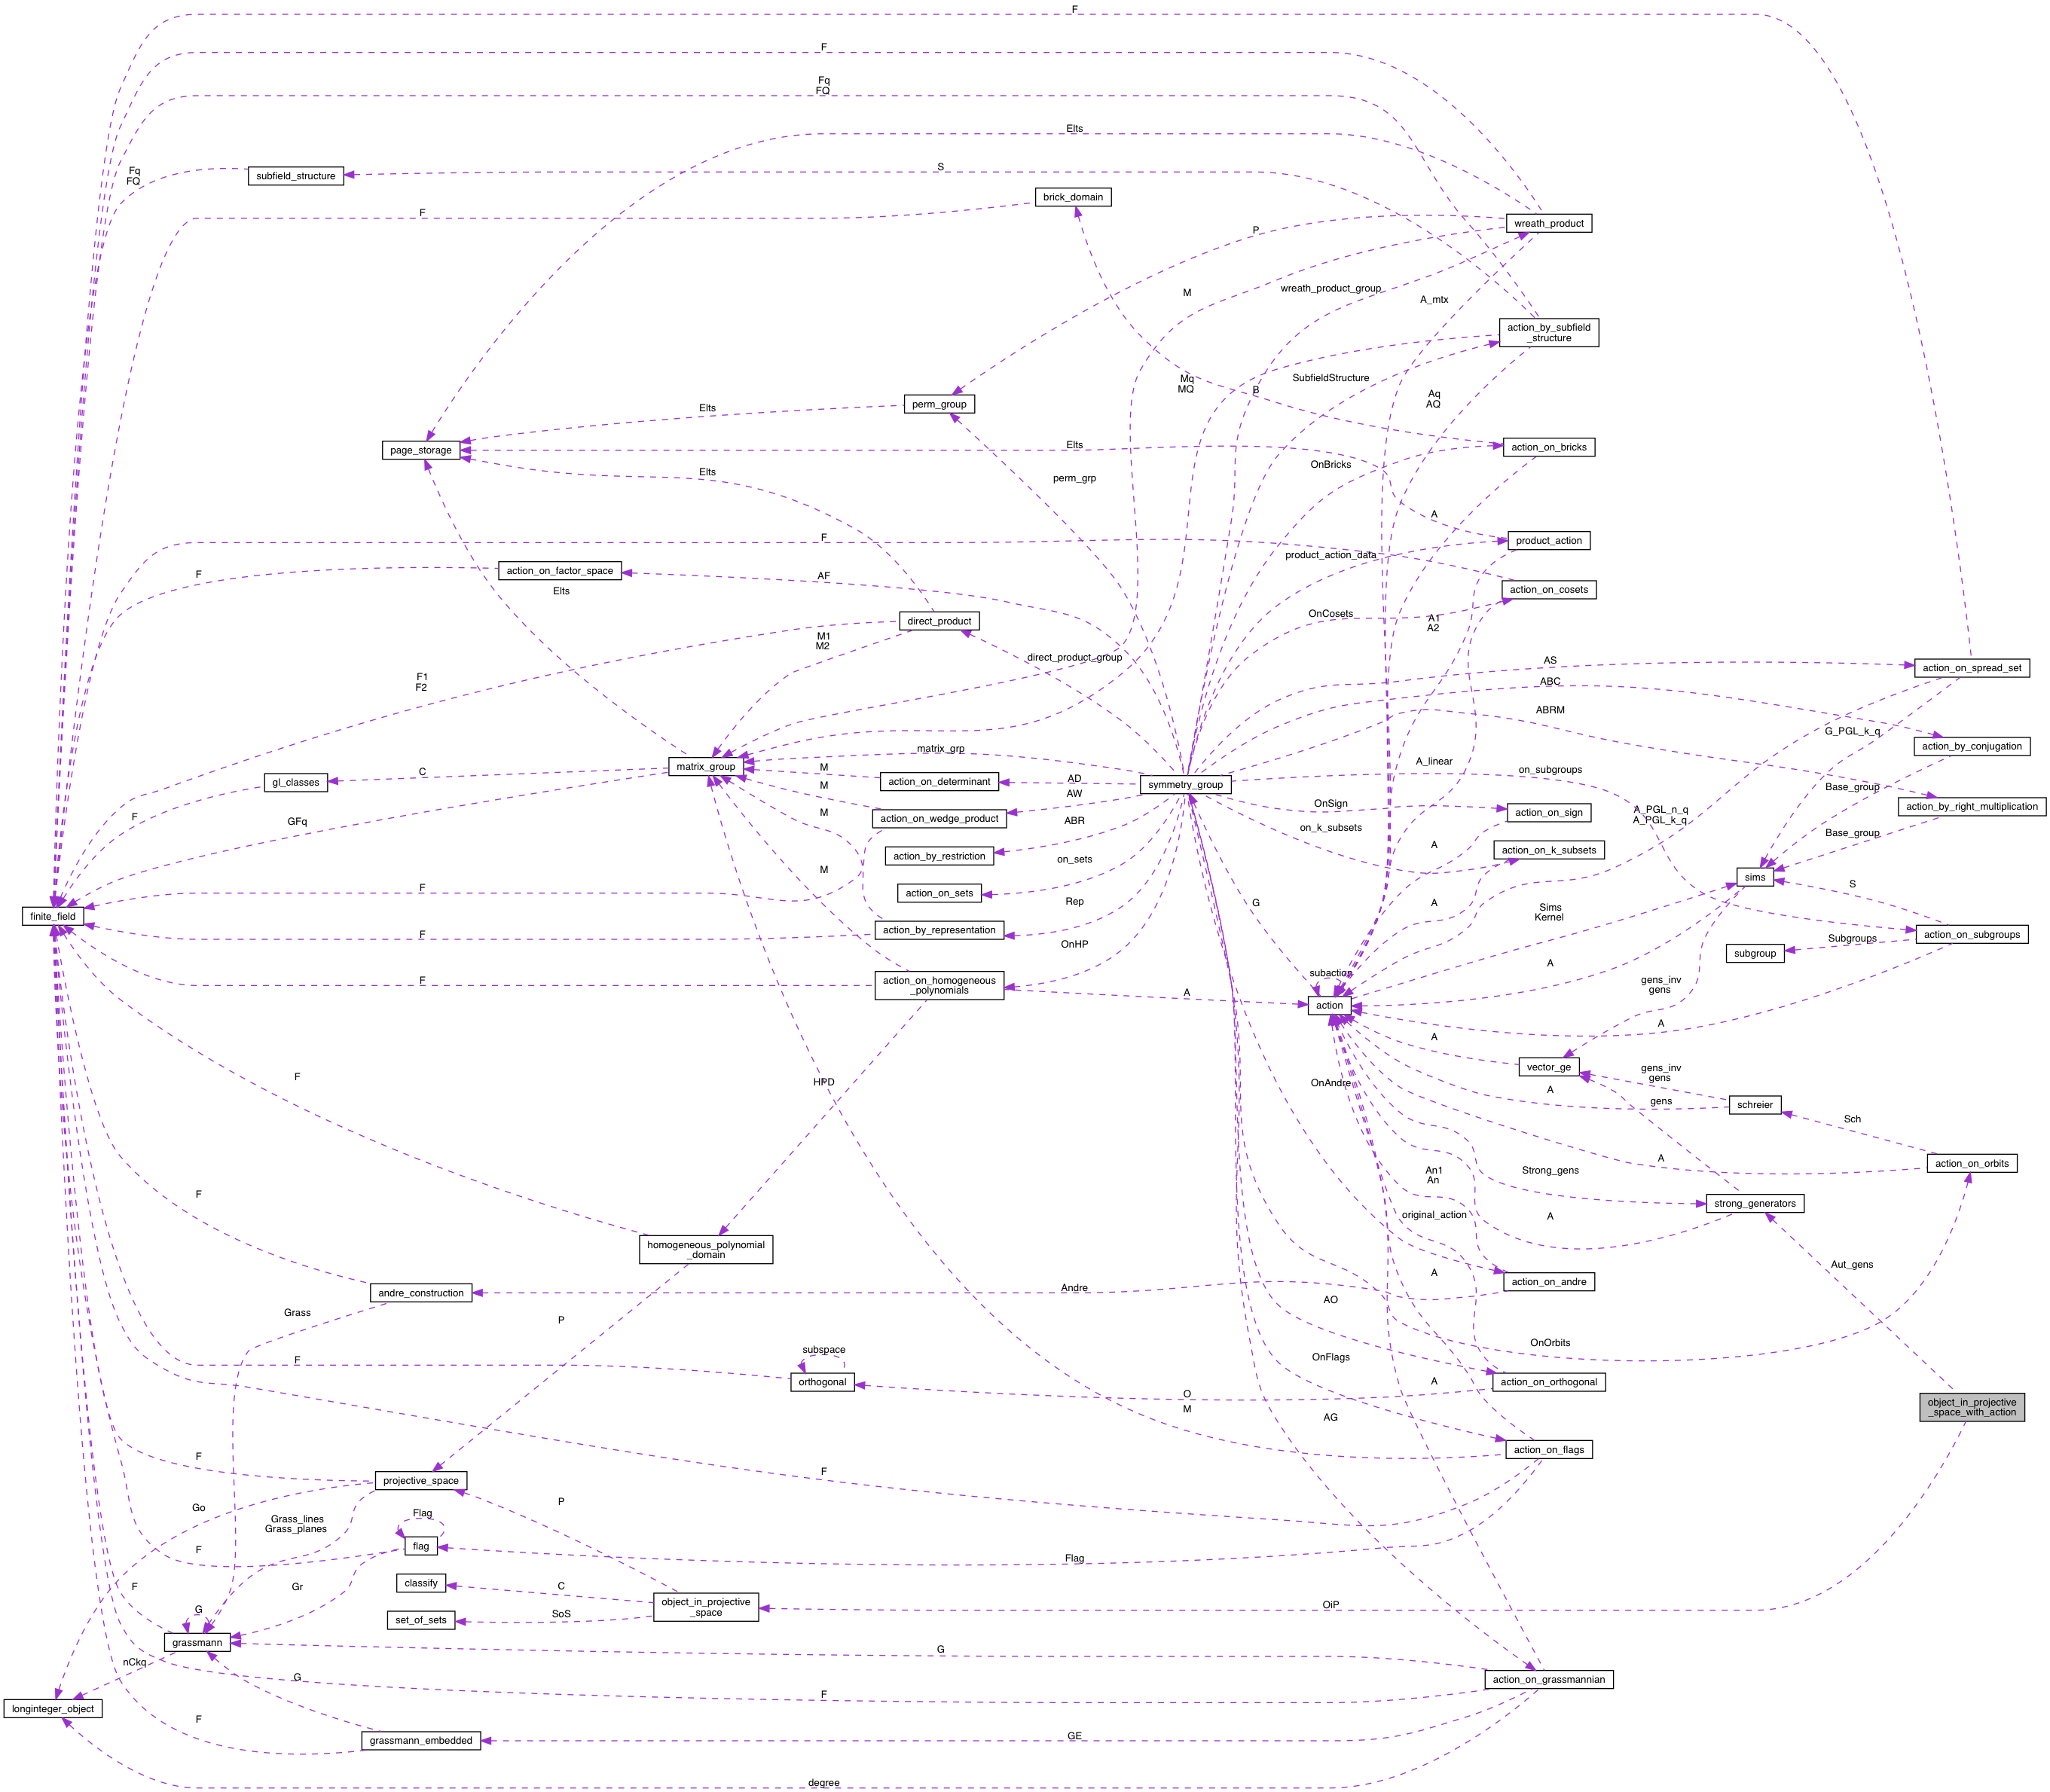 F
F
Fq
FQ
Elts
Fq
FQ
subfield_structure
S
brick_domain
F
wreath_product
P
M
wreath_product_group
A_mtx
action_by_subfield
_structure
Mq
MQ
B
SubfieldStructure
Aq
AQ
perm_group
Elts
page_storage
Elts
OnBricks
action_on_bricks
Elts
perm_grp
A
product_action
F
product_action_data
action_on_factor_space
F
AF
Elts
action_on_cosets
OnCosets
A1
A2
direct_product
M1
M2
direct_product_group
F1
F2
AS
action_on_spread_set
ABC
ABRM
G_PGL_k_q
action_by_conjugation
matrix_grp
matrix_group
M
C
gl_classes
action_on_determinant
AD
symmetry_group
A_linear
on_subgroups
M
AW
Base_group
action_by_right_multiplication
F
GFq
action_on_wedge_product
M
ABR
OnSign
action_on_sign
A_PGL_n_q
A_PGL_k_q
on_k_subsets
Base_group
action_by_restriction
on_sets
A
action_on_k_subsets
M
sims
F
action_on_sets
S
Rep
A
G
finite_field
Sims
Kernel
action_by_representation
F
action_on_subgroups
OnHP
Subgroups
subgroup
A
subaction
action_on_homogeneous
_polynomials
F
A
gens_inv
gens
action
A
A
vector_ge
gens_inv
gens
F
HPD
OnAndre
A
gens
schreier
Sch
A
action_on_orbits
An1
An
Strong_gens
strong_generators
F
original_action
A
homogeneous_polynomial
_domain
Aut_gens
A
action_on_andre
Andre
andre_construction
Grass
AO
P
OnOrbits
subspace
F
OnFlags
orthogonal
O
A
action_on_orthogonal
M
object_in_projective
_space_with_action
AG
action_on_flags
F
F
projective_space
P
Go
Flag
Grass_lines
Grass_planes
flag
F
Flag
classify
C
F
Gr
object_in_projective
_space
OiP
G
set_of_sets
SoS
grassmann
G
nCkq
G
action_on_grassmannian
F
longinteger_object
F
GE
grassmann_embedded
degree